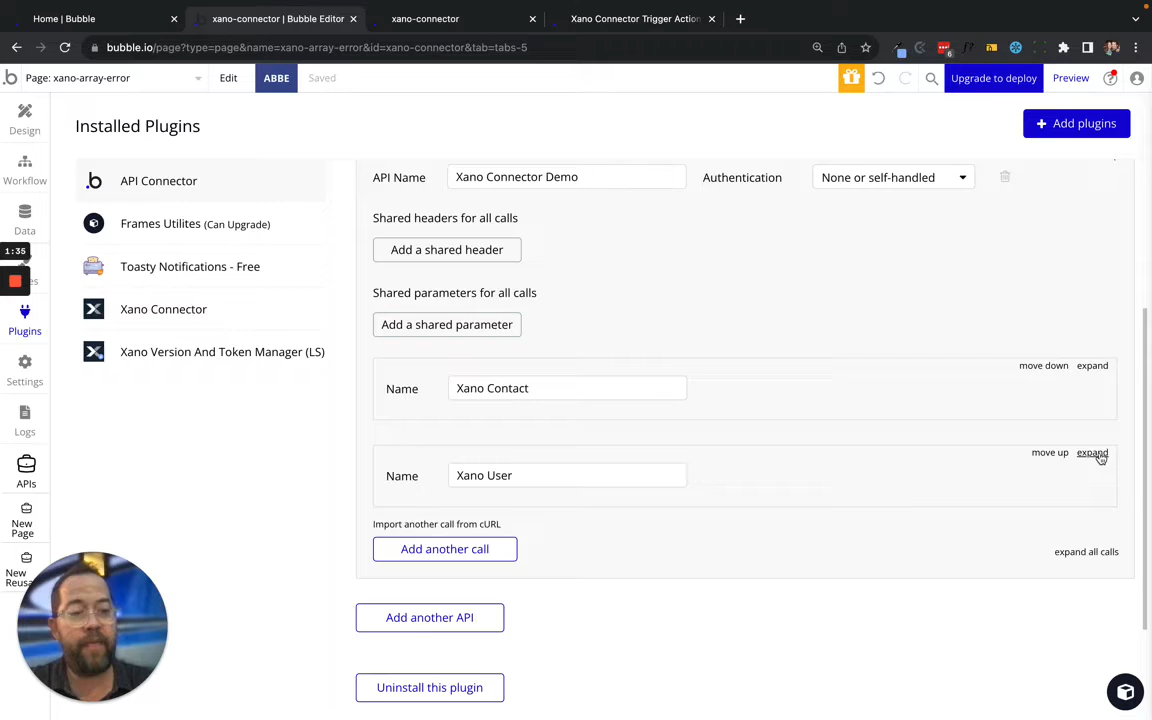 Home | Bubble
xano-connector | Bubble Editor
xano-connector
Xano Connector Trigger Action
bubble.io/page?type=page&name=xano-array-error&id=xano-connector&tab=tabs-5
6
f?
Page: xano-array-error
Edit
ABBE
Saved
Upgrade to deploy
Preview
Design
Workflow
Data
1:35
es
Plugins
Settings
Logs
APIs
New Page
New Reusa
Installed Plugins
Add plugins
API Connector
Frames Utilites (Can Upgrade)
Toasty Notifications - Free
Xano Connector
Xano Version And Token Manager (LS)
API Name
Xano Connector Demo
Authentication
None or self-handled
Shared headers for all calls
Add a shared header
Shared parameters for all calls
Add a shared parameter
move down expand
Name
Xano Contact
move up expand
Name
Xano User
Import another call from cURL
Add another call
expand all calls
Add another API
Uninstall this plugin